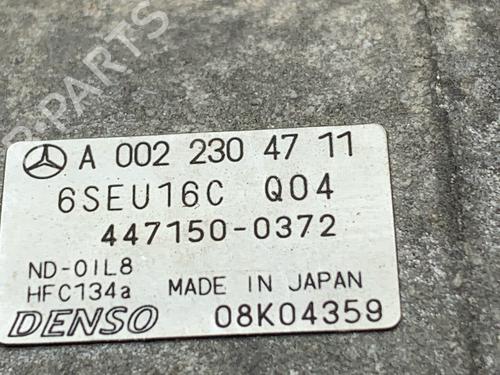 A 002 230 47 11
6SEU16C Q04
447150-0372
ND-OIL8
HFC134a MADE IN JAPAN
DENSO 08K04359